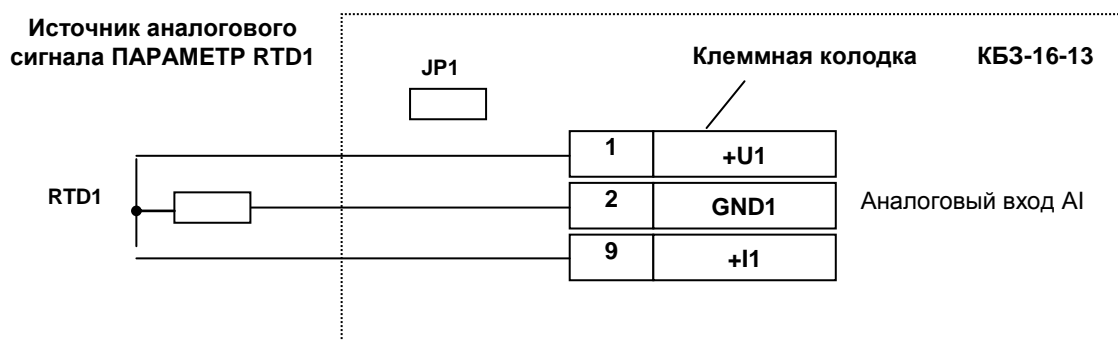 Источник аналогового
сигнала ПАРАМЕТР RTD1
JP1
Клеммная колодка
КБЗ-16-13
1
+U1
RTD1
2
GND1
Аналоговый вход AI
9
+I1